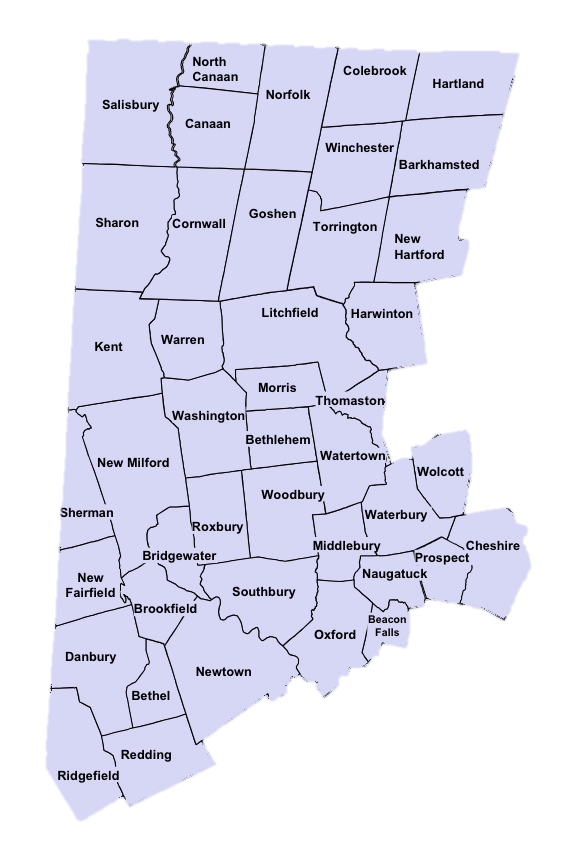 North
Canaan
Colebrook
Hartland
Norfolk
Salisbury
Canaan
Winchester
Barkhamsted
Goshen
Sharon
Cornwall
Torrington
New
Hartford
Litchfield
Harwinton
Warren
Kent
Morris
Thomaston
Washington
Bethlehem
Watertown
New Milford
Wolcott
Woodbury
Sherman
Waterbury
Roxbury
Middlebury
Cheshire
Bridgewater
Prospect
Naugatuck
New
Fairfield
Southbury
Brookfield
Beacon
Falls
Oxford
Danbury
Newtown
Bethel
Redding
Ridgefield